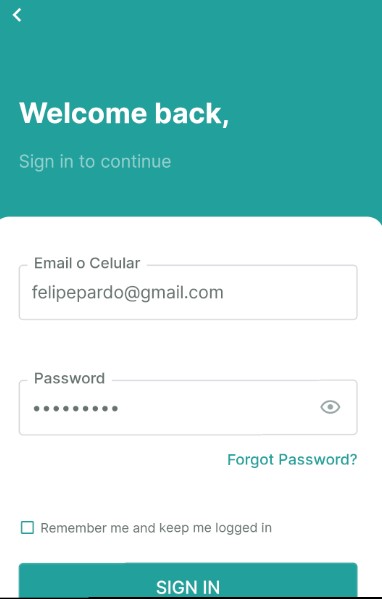 Welcome back,
Sign in to continue
Email o Celular
felipepardo@gmail.com
Password
•••••••••
Forgot Password?
Remember me and keep me logged in
SIGN IN